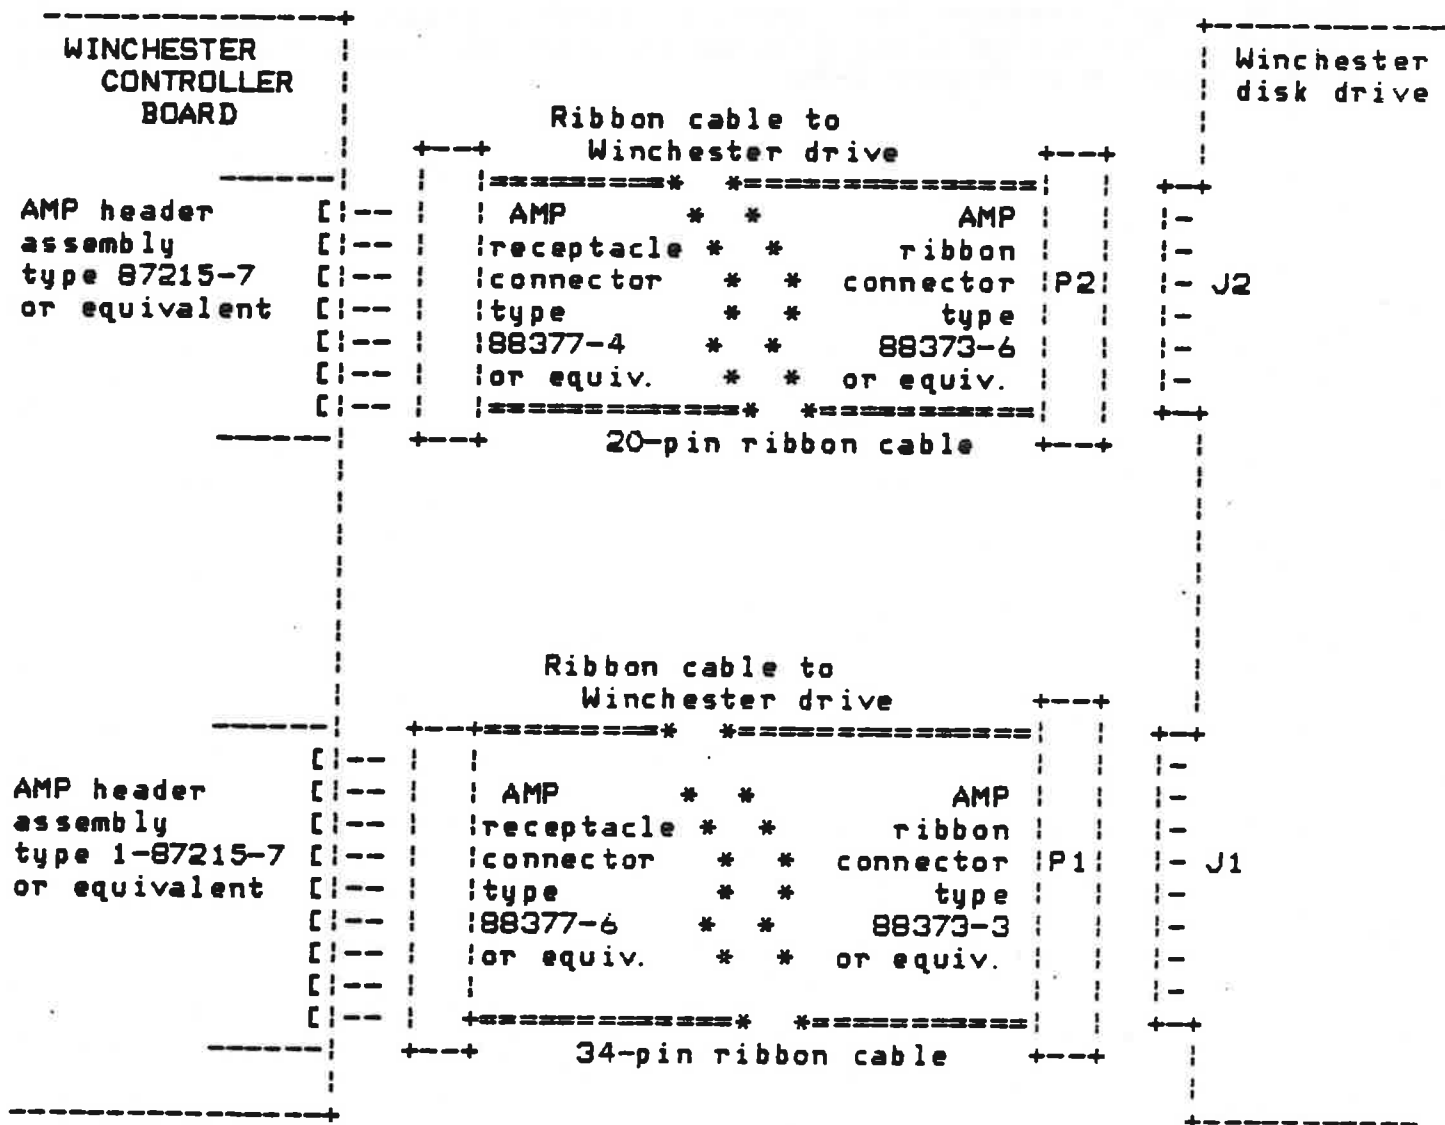 WINCHESTER
CONTROLLER
BOARD
Winchester
disk drive
Ribbon cable to
Winchester drive
AMP header
assembly
type 87215-7
or equivalent
AMP
receptacle
connector
type
88377-4
or equiv.
AMP
ribbon
connector
type
88373-6
or equiv.
P2
J2
20-pin ribbon cable
Ribbon cable to
Winchester drive
AMP header
assembly
type 1-87215-7
or equivalent
AMP
receptacle
connector
type
88377-6
or equiv.
AMP
ribbon
connector
type
88373-3
or equiv.
P1
J1
34-pin ribbon cable